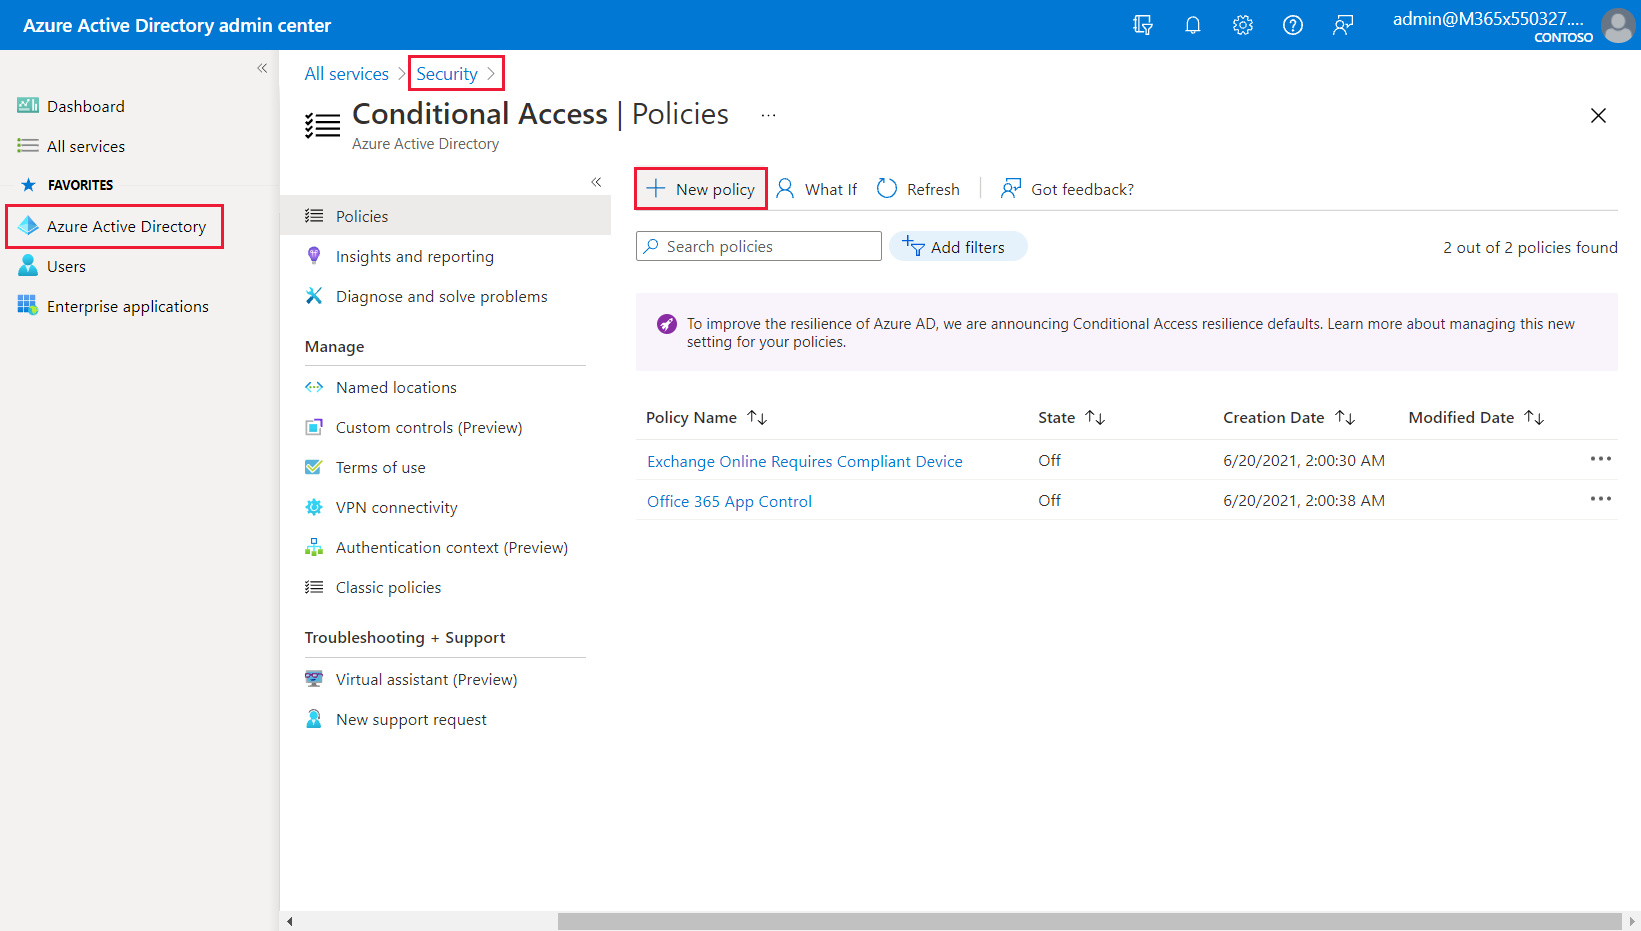 Azure Active Directory admin center
admin@M365x550327....
CONTOSO
Dashboard
All services
FAVORITES
Azure Active Directory
Users
Enterprise applications
All services > Security >
Conditional Access | Policies ...
Azure Active Directory
Policies
Insights and reporting
Diagnose and solve problems
Manage
Named locations
Custom controls (Preview)
Terms of use
VPN connectivity
Authentication context (Preview)
Classic policies
Troubleshooting + Support
Virtual assistant (Preview)
New support request
New policy What If Refresh Got feedback?
Search policies Add filters 2 out of 2 policies found
To improve the resilience of Azure AD, we are announcing Conditional Access resilience defaults. Learn more about managing this new
setting for your policies.
Policy Name State Creation Date Modified Date
Exchange Online Requires Compliant Device Off 6/20/2021, 2:00:30 AM
Office 365 App Control Off 6/20/2021, 2:00:38 AM